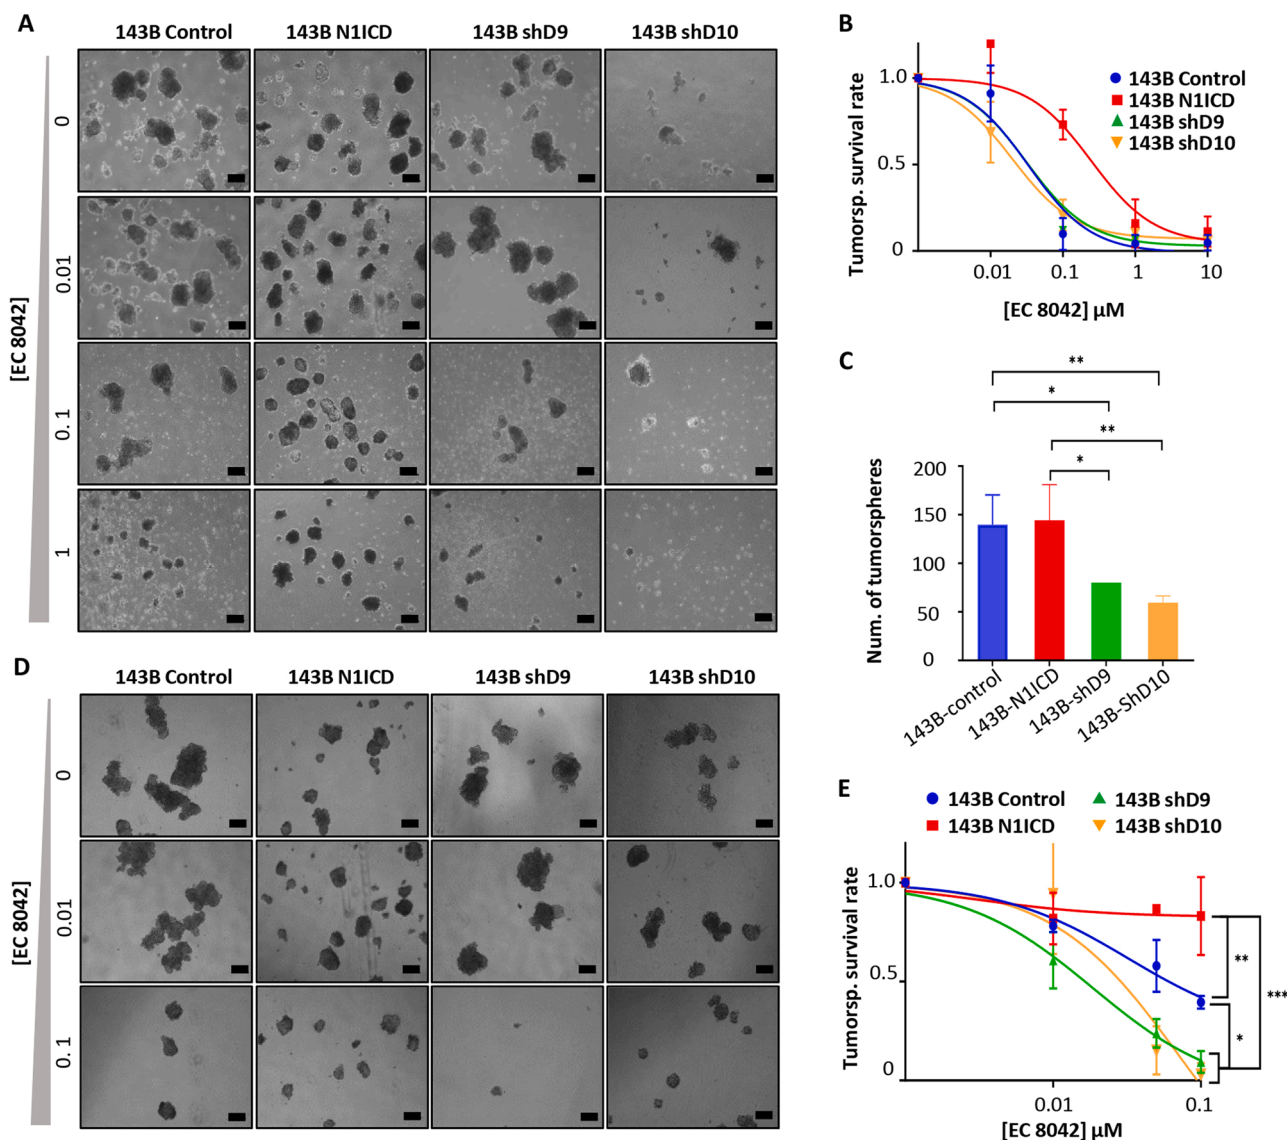 A
143B Control
143B N1ICD
143B shD9
143B shD10
[EC 8042]
0
0.01
0.1
1
B
Tumorsp. survival rate
1.0
0.5
0
0.01
0.1
1
10
[EC 8042] µM
143B Control
143B N1ICD
143B shD9
143B shD10
C
**
*
**
*
Num. of tumorspheres
200
150
100
50
0
143B-control
143B-N1ICD
143B-shD9
143B-ShD10
D
143B Control
143B N1ICD
143B shD9
143B shD10
[EC 8042]
0
0.01
0.1
E
143B Control
143B shD9
143B N1ICD
143B shD10
Tumorsp. survival rate
1.0
0.5
0
0.01
0.1
[EC 8042] µM
**
***
*